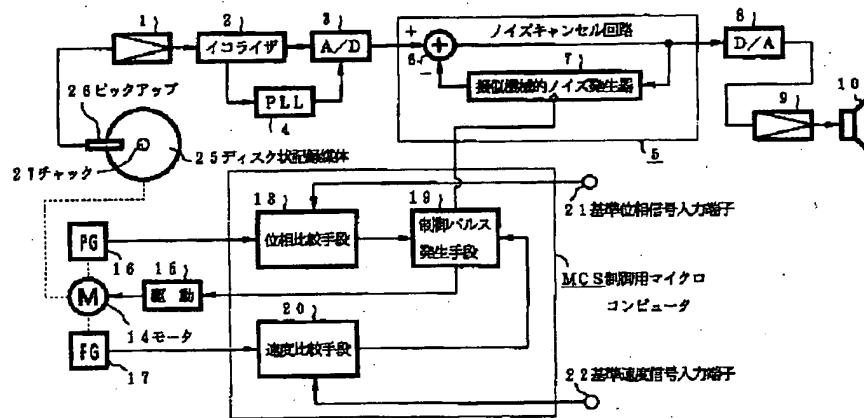 1
2
イコライザ
3
A/D
ノイズキャンセル回路
+
6
−
7
擬似機械的ノイズ発生器
8
D/A
PLL
4
26ピックアップ
9
10
5
27チャック
25ディスク状記録媒体
18
位相比較手段
19
制御パルス
発生手段
21基準位相信号入力端子
PG
16
15
駆動
MCS制御用マイクロ
コンピュータ
M
14モータ
20
速度比較手段
FG
17
22基準速度信号入力端子